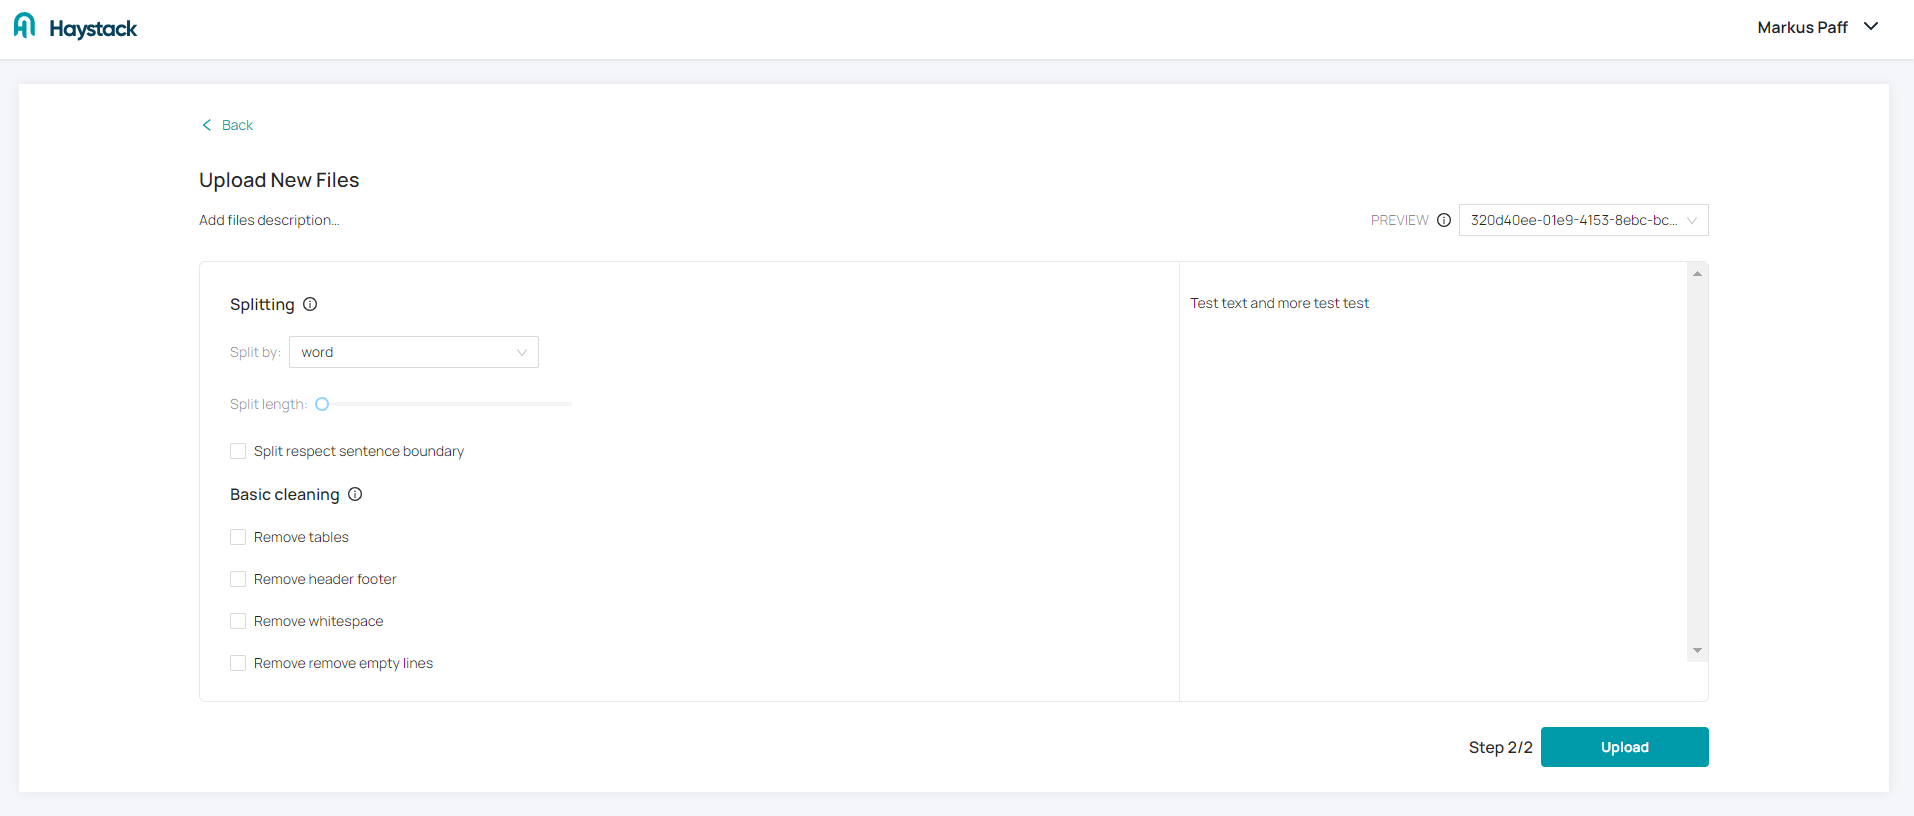 Haystack
Markus Paff
Back
Upload New Files
Add files description...
PREVIEW 320d40ee-01e9-4153-8ebc-bc...
Splitting
Split by: word
Split length:
Split respect sentence boundary
Basic cleaning
Remove tables
Remove header footer
Remove whitespace
Remove remove empty lines
Test text and more test test
Step 2/2 Upload